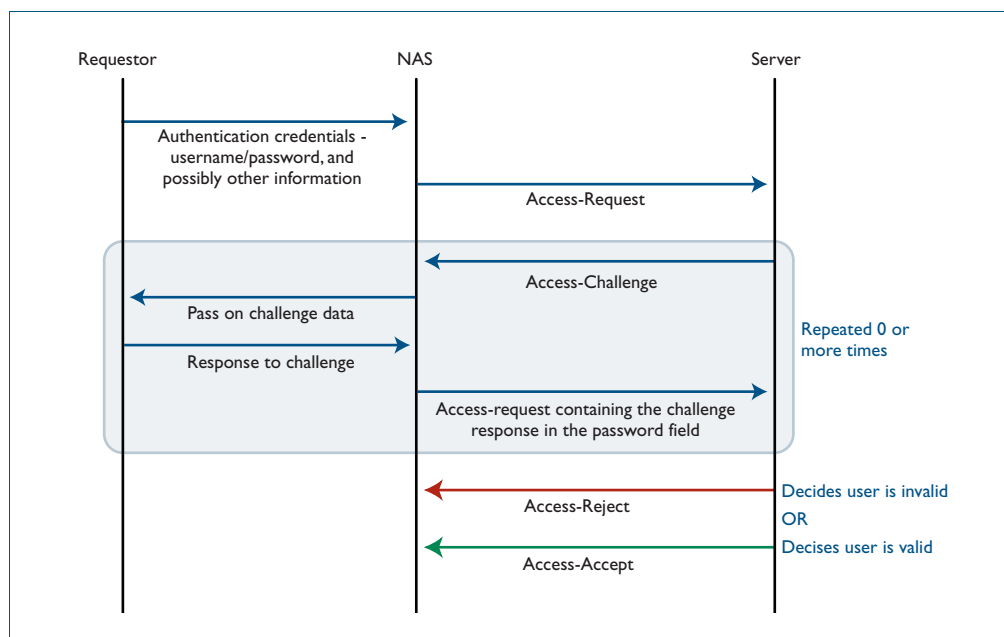 Requestor
NAS
Server
Authentication credentials -
username/password, and
possibly other information
Access-Request
Access-Challenge
Pass on challenge data
Repeated 0 or
more times
Response to challenge
Access-request containing the challenge
response in the password field
Decides user is invalid
Access-Reject
OR
Decises user is valid
Access-Accept